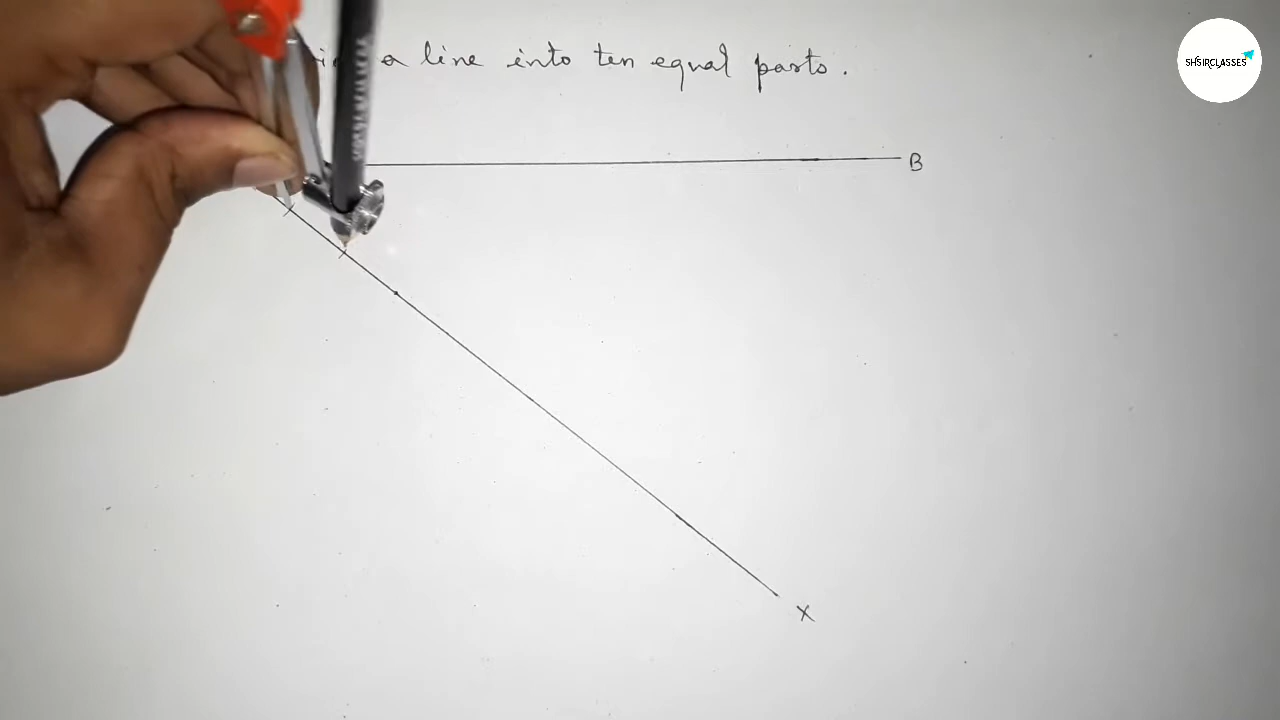 a line into ten equal parts.
B
X
SHSIRCLASSES